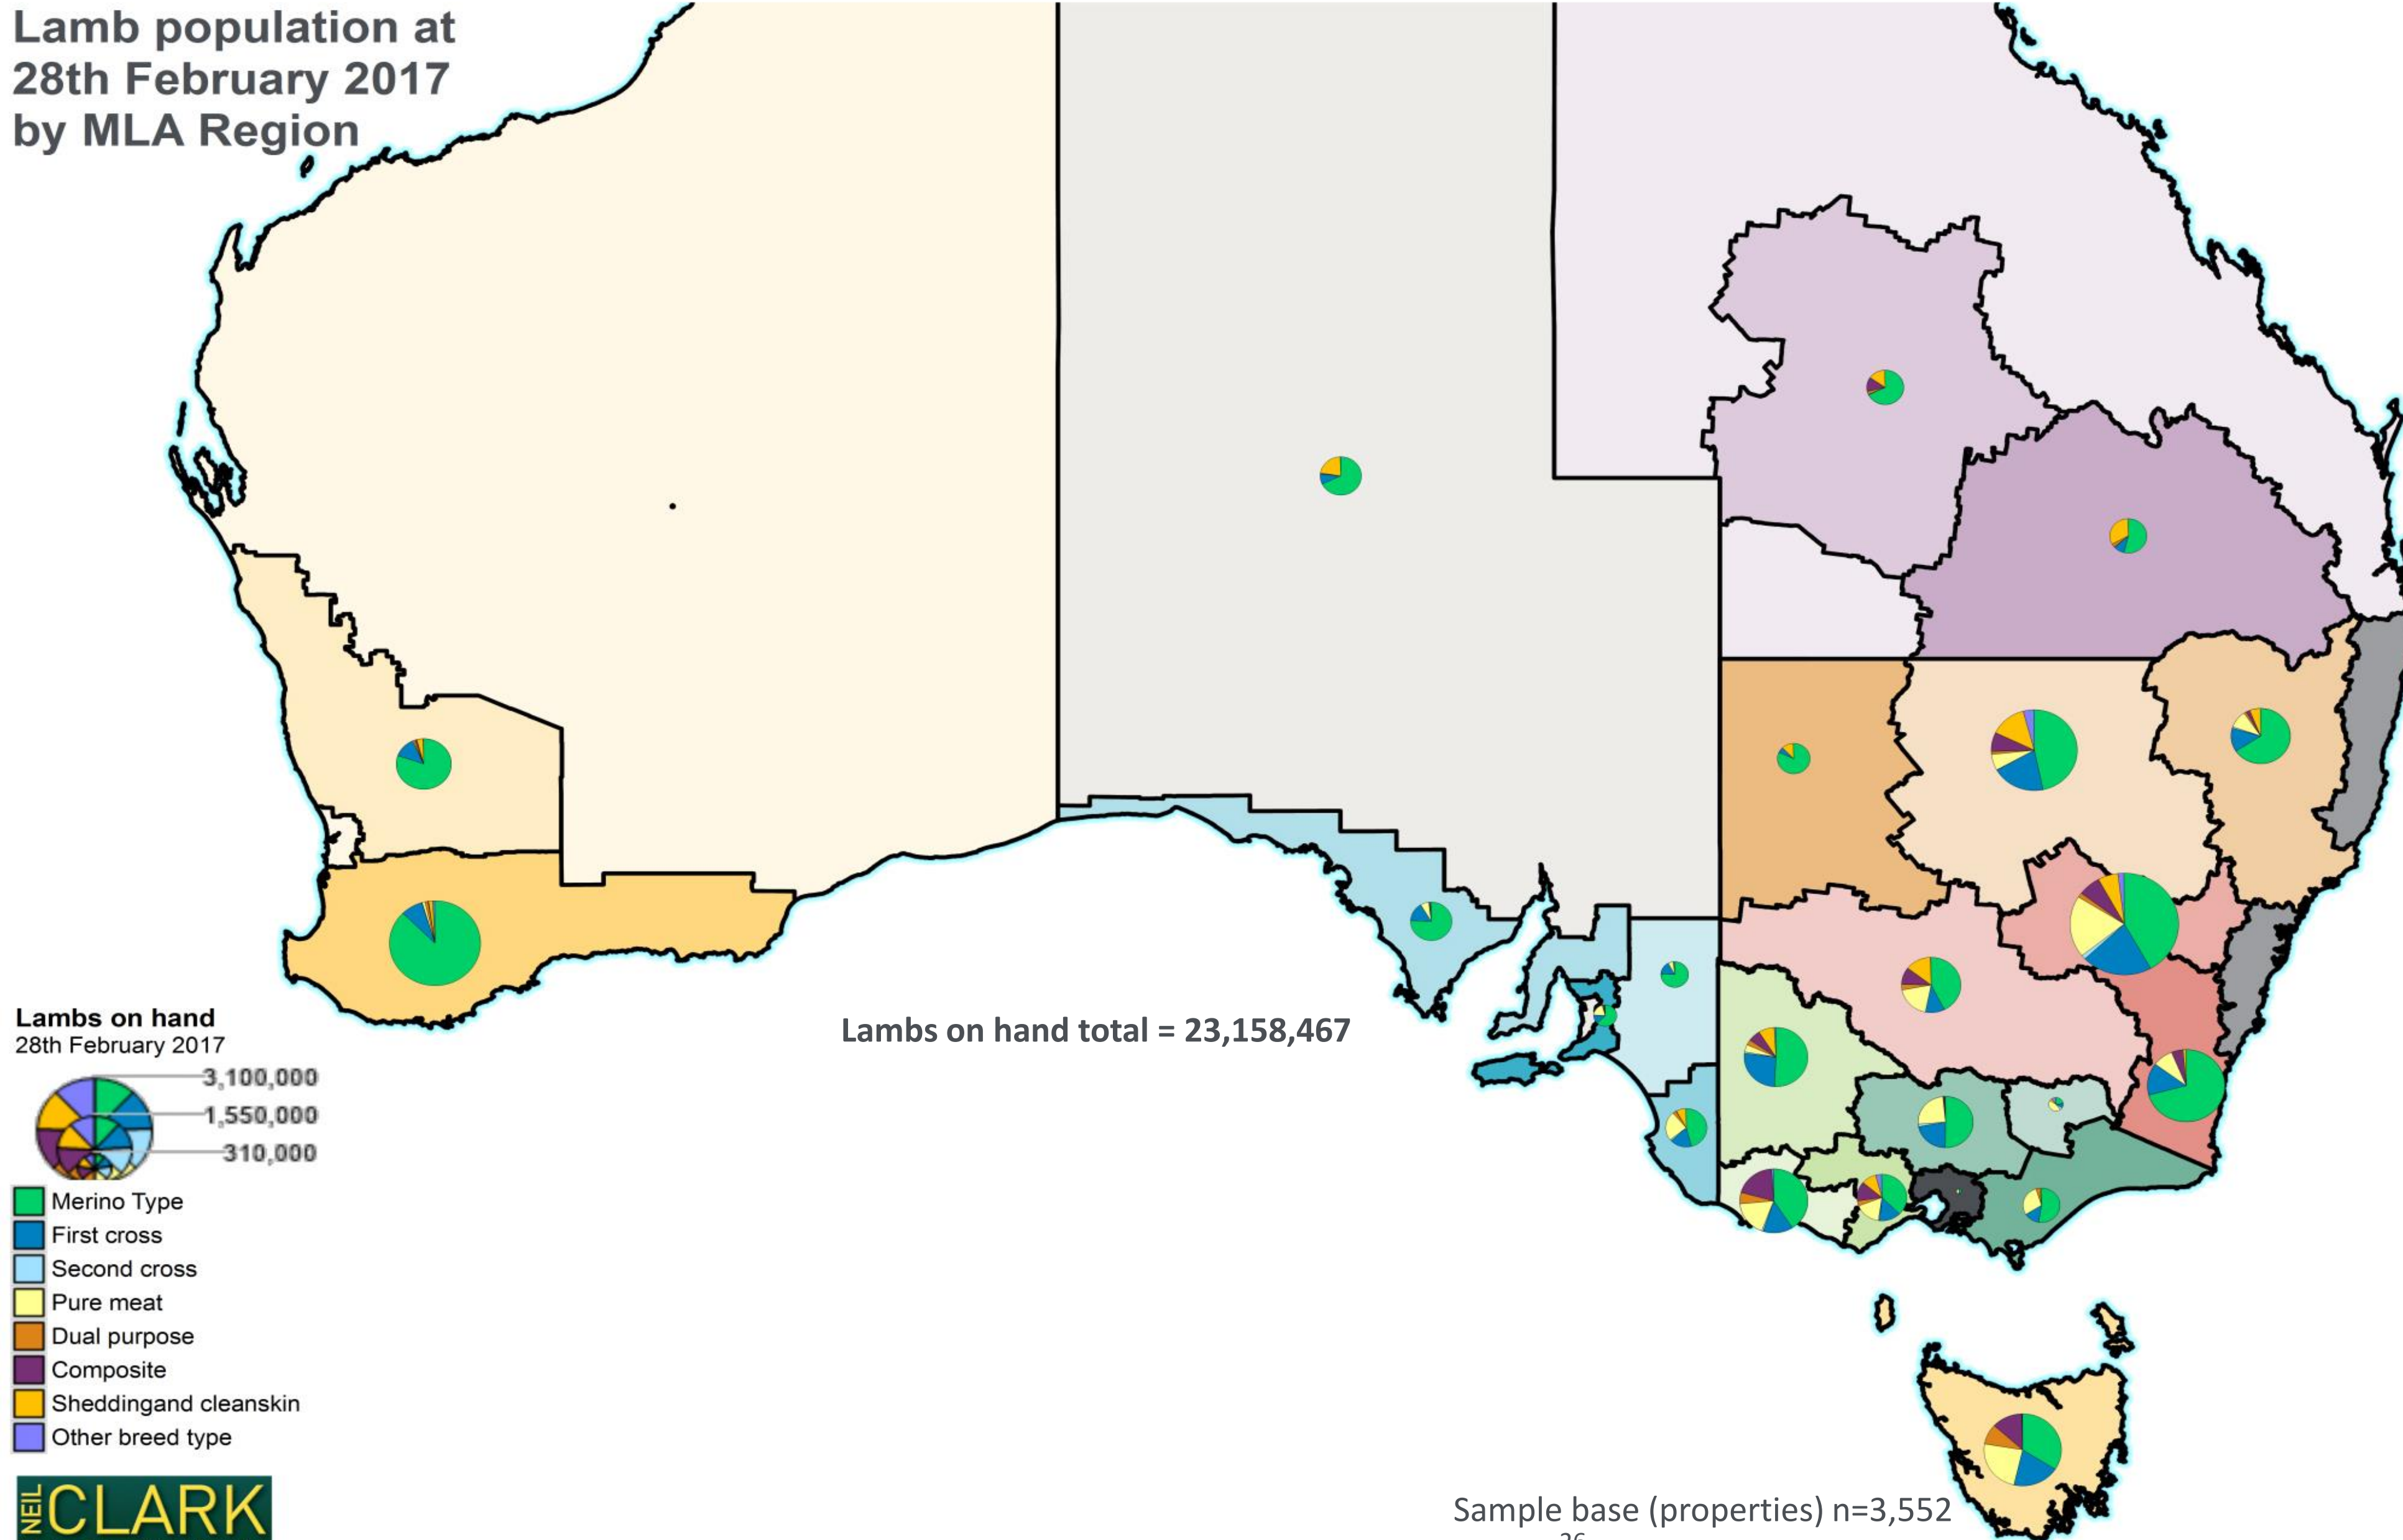 Lamb population at
28th February 2017
by MLA Region
Lambs on hand total = 23,158,467
Lambs on hand
28th February 2017
3,100,000
1,550,000
310,000
Merino Type
First cross
Second cross
Pure meat
Dual purpose
Composite
Sheddingand cleanskin
Other breed type
NEIL CLARK
Sample base (properties) n=3,552